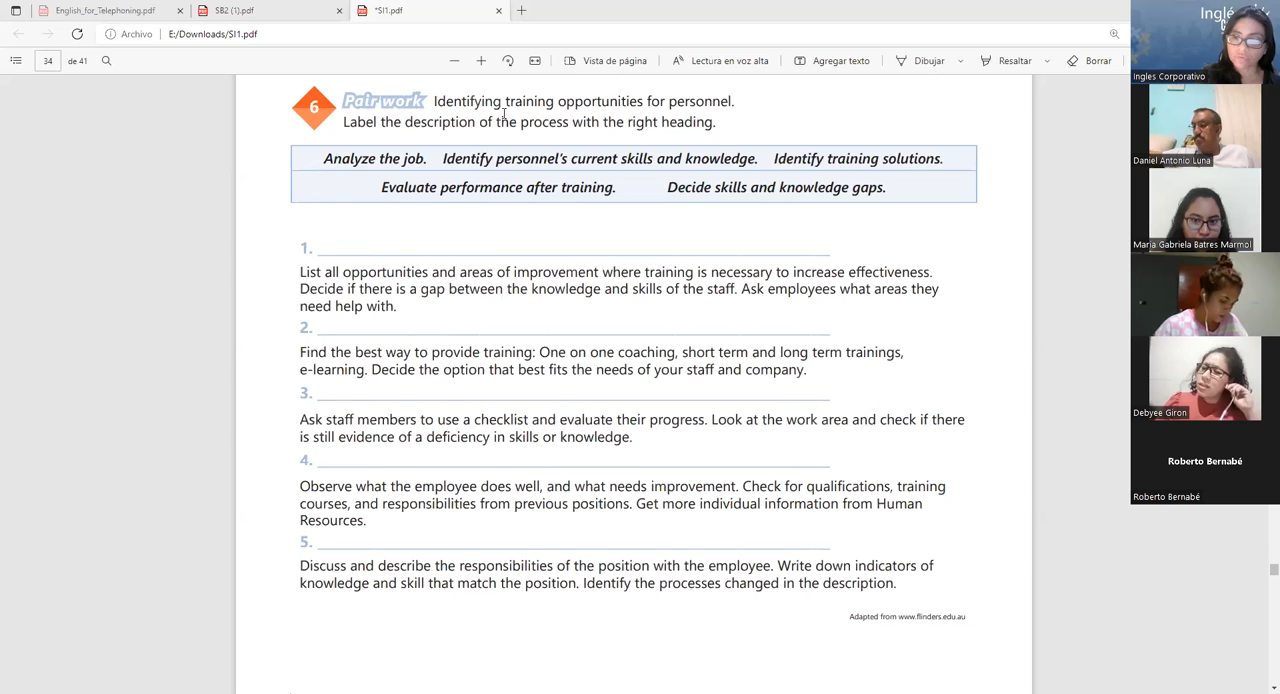 English_for_Telephoning.pdf
SB2 (1).pdf
*SI1.pdf
Archivo E:/Downloads/SI1.pdf
34 de 41 Vista de página Lectura en voz alta Agregar texto Dibujar Resaltar Borrar
6 Pair work Identifying training opportunities for personnel.
Label the description of the process with the right heading.
Analyze the job. Identify personnel's current skills and knowledge. Identify training solutions.
Evaluate performance after training. Decide skills and knowledge gaps.
1.
List all opportunities and areas of improvement where training is necessary to increase effectiveness.
Decide if there is a gap between the knowledge and skills of the staff. Ask employees what areas they
need help with.
2.
Find the best way to provide training: One on one coaching, short term and long term trainings,
e-learning. Decide the option that best fits the needs of your staff and company.
3.
Ask staff members to use a checklist and evaluate their progress. Look at the work area and check if there
is still evidence of a deficiency in skills or knowledge.
4.
Observe what the employee does well, and what needs improvement. Check for qualifications, training
courses, and responsibilities from previous positions. Get more individual information from Human
Resources.
5.
Discuss and describe the responsibilities of the position with the employee. Write down indicators of
knowledge and skill that match the position. Identify the processes changed in the description.
Adapted from www.flinders.edu.au
Ingles Corporativo
Daniel Antonio Luna
Maria Gabriela Batres Marmol
Debyee Giron
Roberto Bernabé
Roberto Bernabé